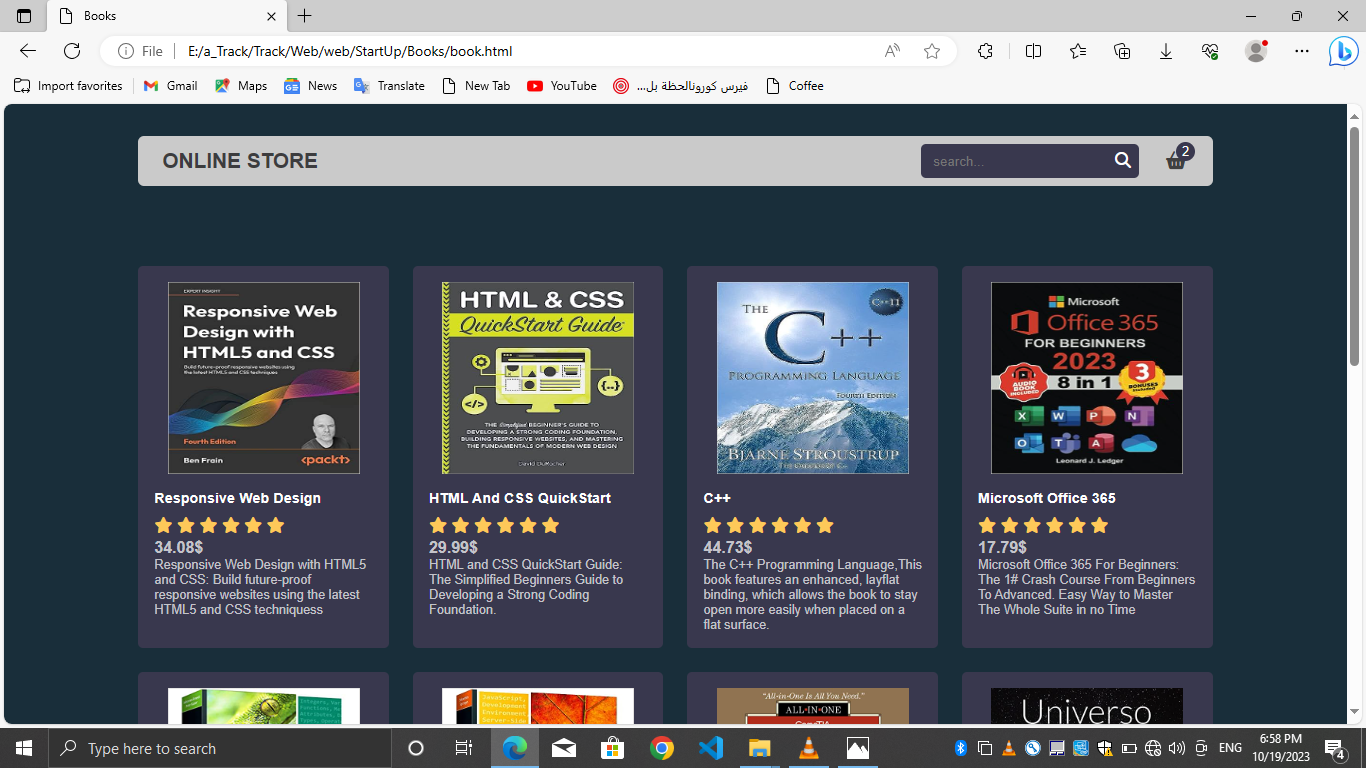 Books
File
E:/a_Track/Track/Web/web/StartUp/Books/book.html
Import favorites
Gmail
Maps
News
Translate
New Tab
YouTube
فيرس كورونالحظة بل...
Coffee
ONLINE STORE
search...
2
EXPERT INSIGHT
Responsive Web
Design with
HTML5 and CSS
Build future-proof responsive websites using
the latest HTML5 and CSS techniques
Fourth Edition
Ben Frain
<packt>
HTML & CSS
QuickStart Guide
</>
{...}
THE Simplified BEGINNER'S GUIDE TO
DEVELOPING A STRONG CODING FOUNDATION,
BUILDING RESPONSIVE WEBSITES, AND MASTERING
THE FUNDAMENTALS OF MODERN WEB DESIGN
David DuRocher
C++11
THE
C++
PROGRAMMING LANGUAGE
FOURTH EDITION
BJARNE STROUSTRUP
Microsoft
Office 365
FOR BEGINNERS
2023
8 in 1
AUDIO
BOOK
INCLUDED
3
BONUSES
Included
X
W
P
N
O
T
A
Leonard J. Ledger
Responsive Web Design
34.08$
Responsive Web Design with HTML5
and CSS: Build future-proof
responsive websites using the latest
HTML5 and CSS techniquess
HTML And CSS QuickStart
29.99$
HTML and CSS QuickStart Guide:
The Simplified Beginners Guide to
Developing a Strong Coding
Foundation.
C++
44.73$
The C++ Programming Language,This
book features an enhanced, layflat
binding, which allows the book to stay
open more easily when placed on a
flat surface.
Microsoft Office 365
17.79$
Microsoft Office 365 For Beginners:
The 1# Crash Course From Beginners
To Advanced. Easy Way to Master
The Whole Suite in no Time
Integers,
Functions,
Javascript,
Development
Environment
Server-Side
"All-in-One Is All You Need."
ALL-IN-ONE
CompTIA
Universo
Type here to search
ENG
6:58 PM
10/19/2023
4